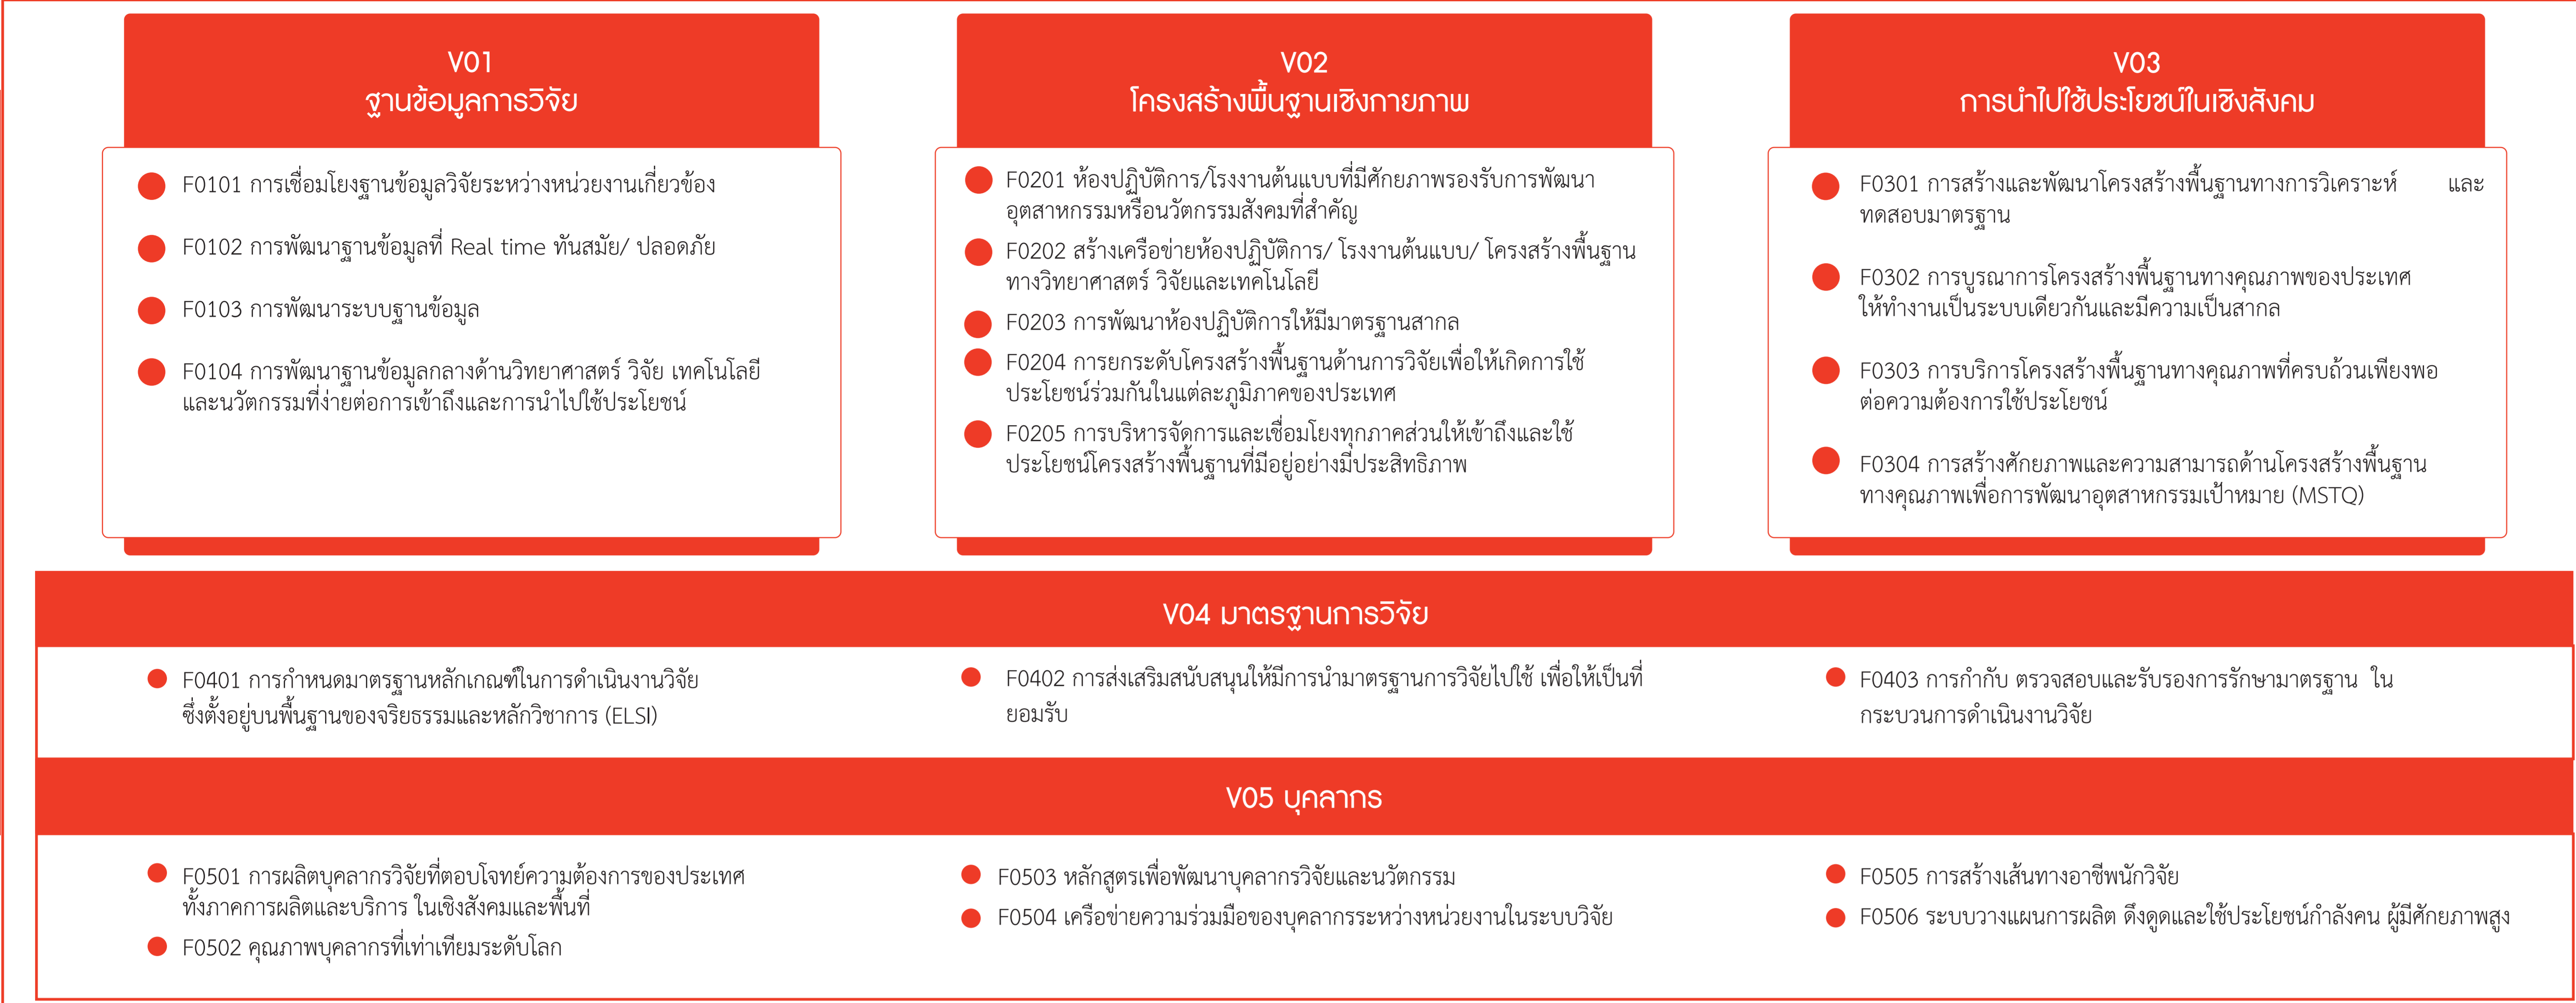 V01
ฐานข้อมูลการวิจัย
F0101 การเชื่อมโยงฐานข้อมูลวิจัยระหว่างหน่วยงานเกี่ยวข้อง
F0102 การพัฒนาฐานข้อมูลที่ Real time ทันสมัย/ ปลอดภัย
F0103 การพัฒนาระบบฐานข้อมูล
F0104 การพัฒนาฐานข้อมูลกลางด้านวิทยาศาสตร์ วิจัย เทคโนโลยี
และนวัตกรรมที่ง่ายต่อการเข้าถึงและการนำไปใช้ประโยชน์
V02
โครงสร้างพื้นฐานเชิงกายภาพ
F0201 ห้องปฏิบัติการ/โรงงานต้นแบบที่มีศักยภาพรองรับการพัฒนา
อุตสาหกรรมหรือนวัตกรรมสังคมที่สำคัญ
F0202 สร้างเครือข่ายห้องปฏิบัติการ/ โรงงานต้นแบบ/ โครงสร้างพื้นฐาน
ทางวิทยาศาสตร์ วิจัยและเทคโนโลยี
F0203 การพัฒนาห้องปฏิบัติการให้มีมาตรฐานสากล
F0204 การยกระดับโครงสร้างพื้นฐานด้านการวิจัยเพื่อให้เกิดการใช้
ประโยชน์ร่วมกันในแต่ละภูมิภาคของประเทศ
F0205 การบริหารจัดการและเชื่อมโยงทุกภาคส่วนให้เข้าถึงและใช้
ประโยชน์โครงสร้างพื้นฐานที่มีอยู่อย่างมีประสิทธิภาพ
V03
การนำไปใช้ประโยชน์ในเชิงสังคม
F0301 การสร้างและพัฒนาโครงสร้างพื้นฐานทางการวิเคราะห์ และ
ทดสอบมาตรฐาน
F0302 การบูรณาการโครงสร้างพื้นฐานทางคุณภาพของประเทศ
ให้ทำงานเป็นระบบเดียวกันและมีความเป็นสากล
F0303 การบริการโครงสร้างพื้นฐานทางคุณภาพที่ครบถ้วนเพียงพอ
ต่อความต้องการใช้ประโยชน์
F0304 การสร้างศักยภาพและความสามารถด้านโครงสร้างพื้นฐาน
ทางคุณภาพเพื่อการพัฒนาอุตสาหกรรมเป้าหมาย (MSTQ)
V04 มาตรฐานการวิจัย
F0401 การกำหนดมาตรฐานหลักเกณฑ์ในการดำเนินงานวิจัย
ซึ่งตั้งอยู่บนพื้นฐานของจริยธรรมและหลักวิชาการ (ELSI)
F0402 การส่งเสริมสนับสนุนให้มีการนำมาตรฐานการวิจัยไปใช้ เพื่อให้เป็นที่
ยอมรับ
F0403 การกำกับ ตรวจสอบและรับรองการรักษามาตรฐาน ใน
กระบวนการดำเนินงานวิจัย
V05 บุคลากร
F0501 การผลิตบุคลากรวิจัยที่ตอบโจทย์ความต้องการของประเทศ
ทั้งภาคการผลิตและบริการ ในเชิงสังคมและพื้นที่
F0502 คุณภาพบุคลากรที่เท่าเทียมระดับโลก
F0503 หลักสูตรเพื่อพัฒนาบุคลากรวิจัยและนวัตกรรม
F0504 เครือข่ายความร่วมมือของบุคลากรระหว่างหน่วยงานในระบบวิจัย
F0505 การสร้างเส้นทางอาชีพนักวิจัย
F0506 ระบบวางแผนการผลิต ดึงดูดและใช้ประโยชน์กำลังคน ผู้มีศักยภาพสูง